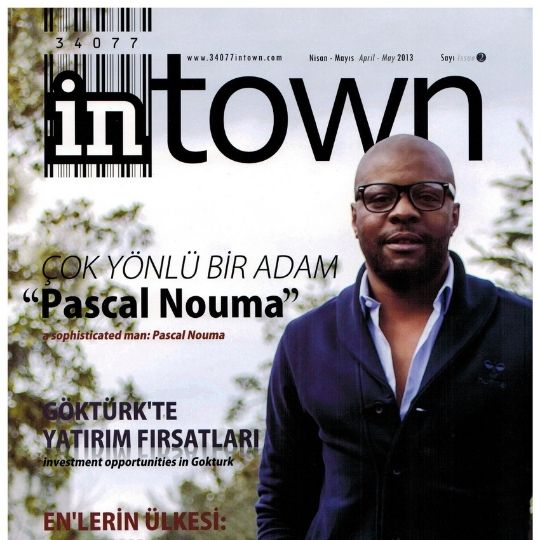 34077
www.34077intown.com
Nisan - Mayıs April - May 2013
Sayı Issue 2
intown
ÇOK YÖNLÜ BİR ADAM
“Pascal Nouma”
a sophisticated man: Pascal Nouma
GÖKTÜRK'TE
YATIRIM FIRSATLARI
investment opportunities in Gokturk
EN'LERİN ÜLKESİ: